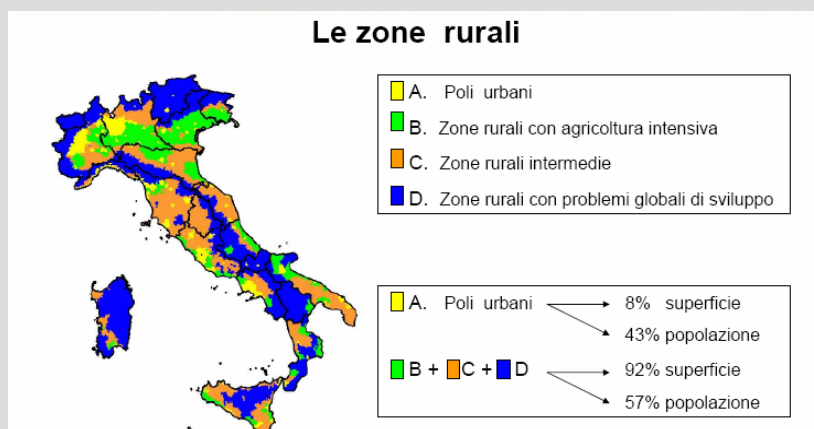 Le zone rurali
A. Poli urbani
B. Zone rurali con agricoltura intensiva
C. Zone rurali intermedie
D. Zone rurali con problemi globali di sviluppo
A. Poli urbani 8% superficie
43% popolazione
B + C + D 92% superficie
57% popolazione